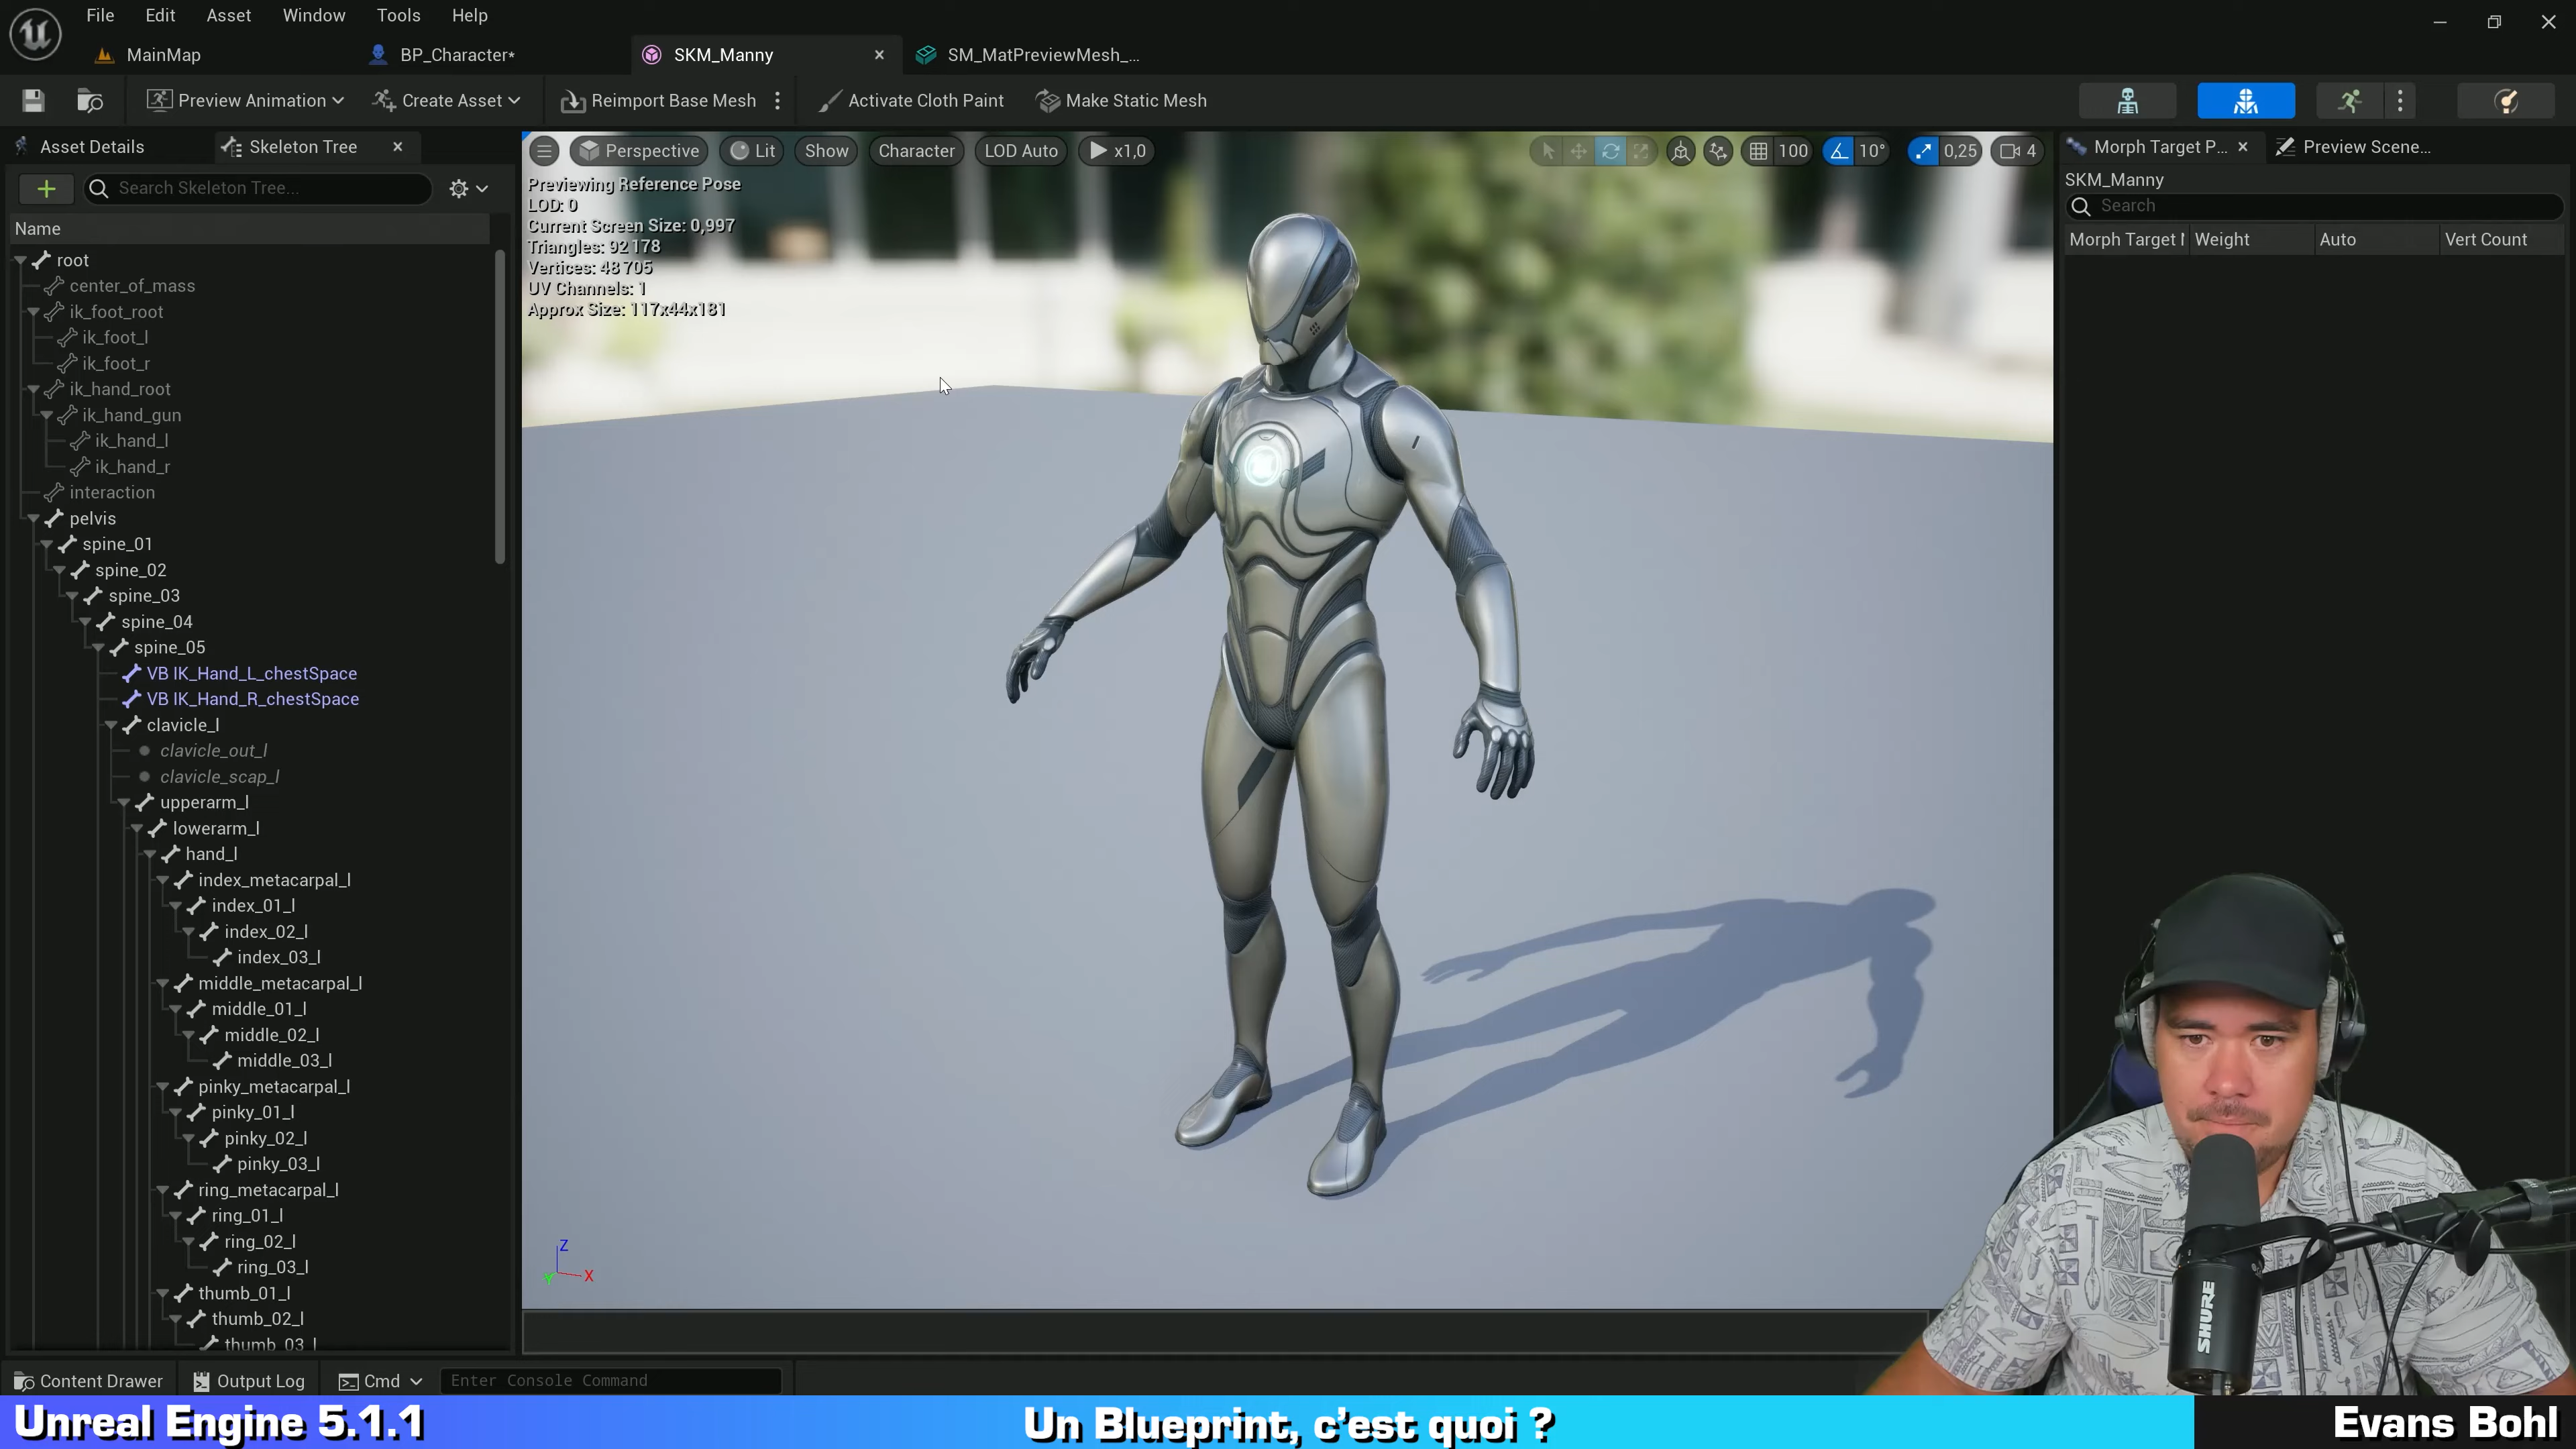 File Edit Asset Window Tools Help
MainMap BP_Character* SKM_Manny SM_MatPreviewMesh_...
Preview Animation Create Asset Reimport Base Mesh Activate Cloth Paint Make Static Mesh
Asset Details Skeleton Tree
Search Skeleton Tree...
Name
root
center_of_mass
ik_foot_root
ik_foot_l
ik_foot_r
ik_hand_root
ik_hand_gun
ik_hand_l
ik_hand_r
interaction
pelvis
spine_01
spine_02
spine_03
spine_04
spine_05
VB IK_Hand_L_chestSpace
VB IK_Hand_R_chestSpace
clavicle_l
clavicle_out_l
clavicle_scap_l
upperarm_l
lowerarm_l
hand_l
index_metacarpal_l
index_01_l
index_02_l
index_03_l
middle_metacarpal_l
middle_01_l
middle_02_l
middle_03_l
pinky_metacarpal_l
pinky_01_l
pinky_02_l
pinky_03_l
ring_metacarpal_l
ring_01_l
ring_02_l
ring_03_l
thumb_01_l
thumb_02_l
thumb_03_l
Perspective Lit Show Character LOD Auto x1,0 100 10° 0,25 4
Previewing Reference Pose
LOD: 0
Current Screen Size: 0,997
Triangles: 92 178
Vertices: 48 705
UV Channels: 1
Approx Size: 117x44x181
Z
Y X
Morph Target P... Preview Scene...
SKM_Manny
Search
Morph Target Weight Auto Vert Count
SHURE
Content Drawer Output Log Cmd Enter Console Command
Unreal Engine 5.1.1 Un Blueprint, c'est quoi ? Evans Bohl